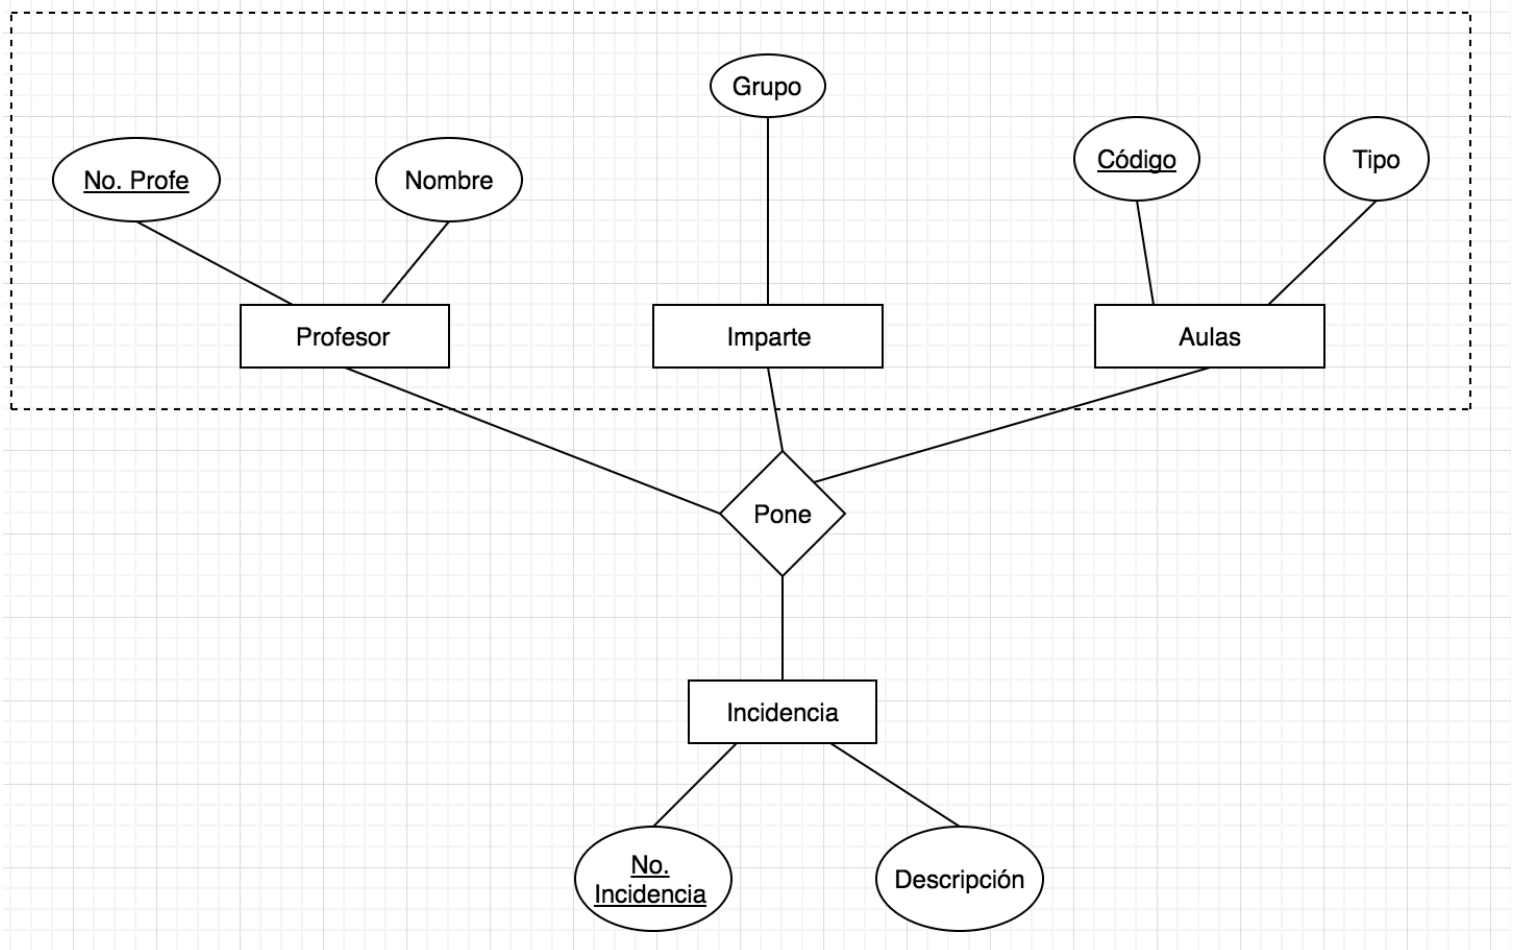 Grupo
No. Profe
Nombre
Código
Tipo
Profesor
Imparte
Aulas
Pone
Incidencia
No.
Incidencia
Descripción